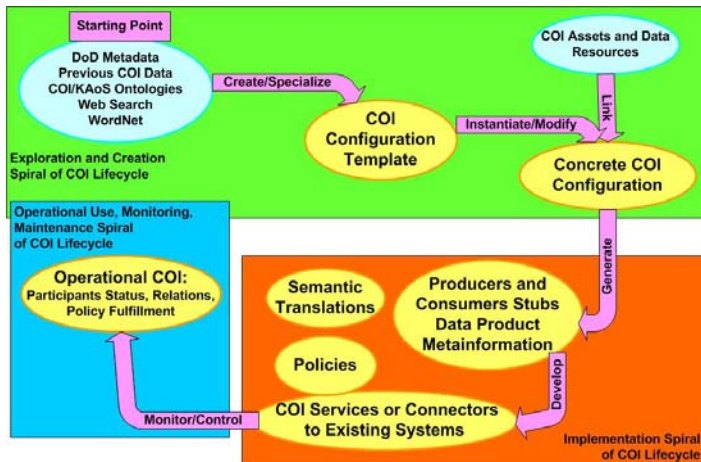 Starting Point
DoD Metadata
Previous COI Data
COI/KAoS Ontologies
Web Search
WordNet
Create/Specialize
COI
Configuration
Template
Instantiate/Modify
COI Assets and Data
Resources
Link
Concrete COI
Configuration
Exploration and Creation
Spiral of COI Lifecycle
Generate
Operational Use, Monitoring,
Maintenance Spiral
of COI Lifecycle
Operational COI:
Participants Status, Relations,
Policy Fulfillment
Semantic
Translations
Producers and
Consumers Stubs
Data Product
Metainformation
Policies
Develop
COI Services or Connectors
to Existing Systems
Monitor/Control
Implementation Spiral
of COI Lifecycle